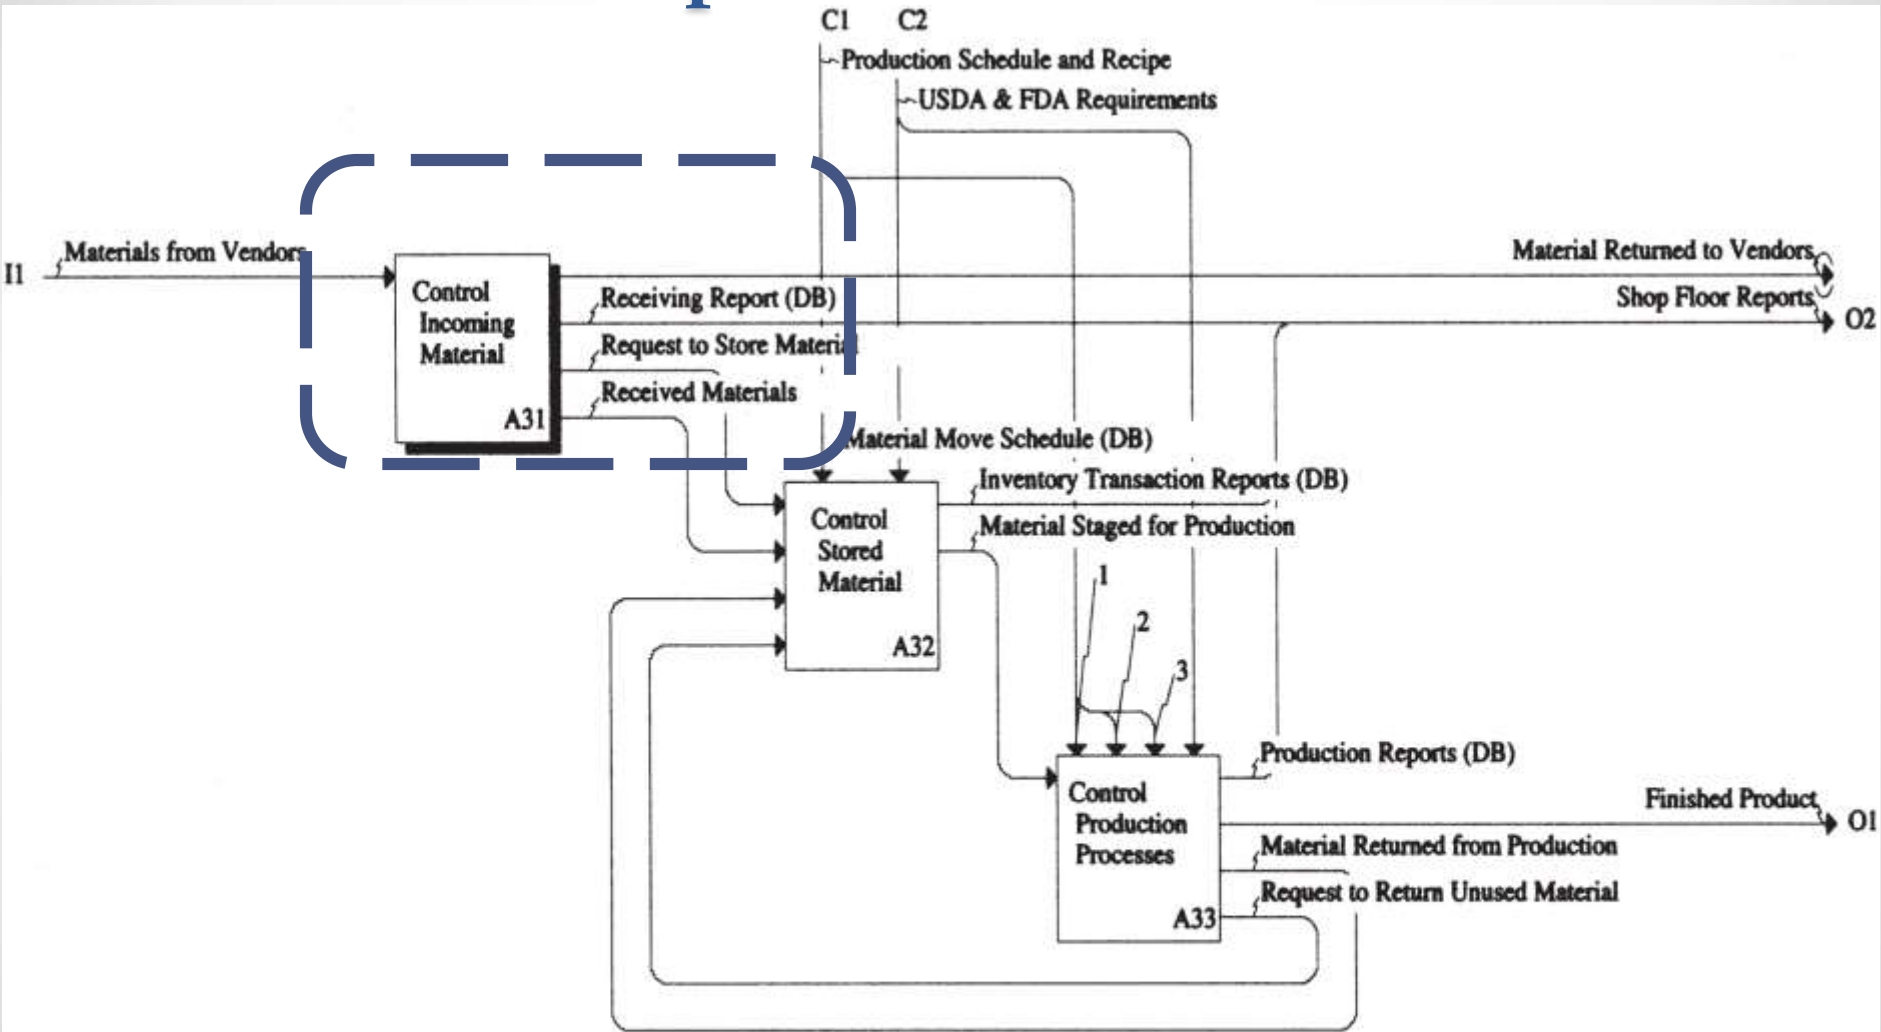 C1
C2
Production Schedule and Recipe
USDA & FDA Requirements
I1
Materials from Vendors
Material Returned to Vendors
Shop Floor Reports
O2
Control
Incoming
Material
A31
Receiving Report (DB)
Request to Store Material
Received Materials
Material Move Schedule (DB)
Inventory Transaction Reports (DB)
Material Staged for Production
Control
Stored
Material
A32
1
2
3
Control
Production
Processes
A33
Production Reports (DB)
Finished Product
O1
Material Returned from Production
Request to Return Unused Material